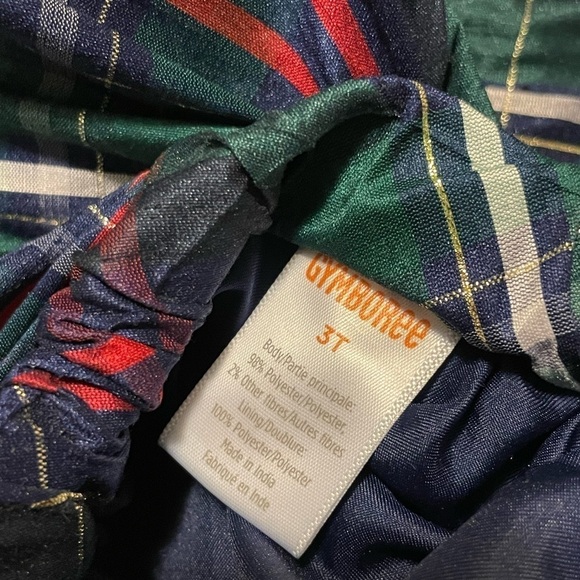 GYMBOREE
3T
Body/Partie principale:
98% Polyester/Polyester
2% Other fibres/Autres fibres
Lining/Doublure:
100% Polyester/Polyester
Made in India
Fabriqué en Inde